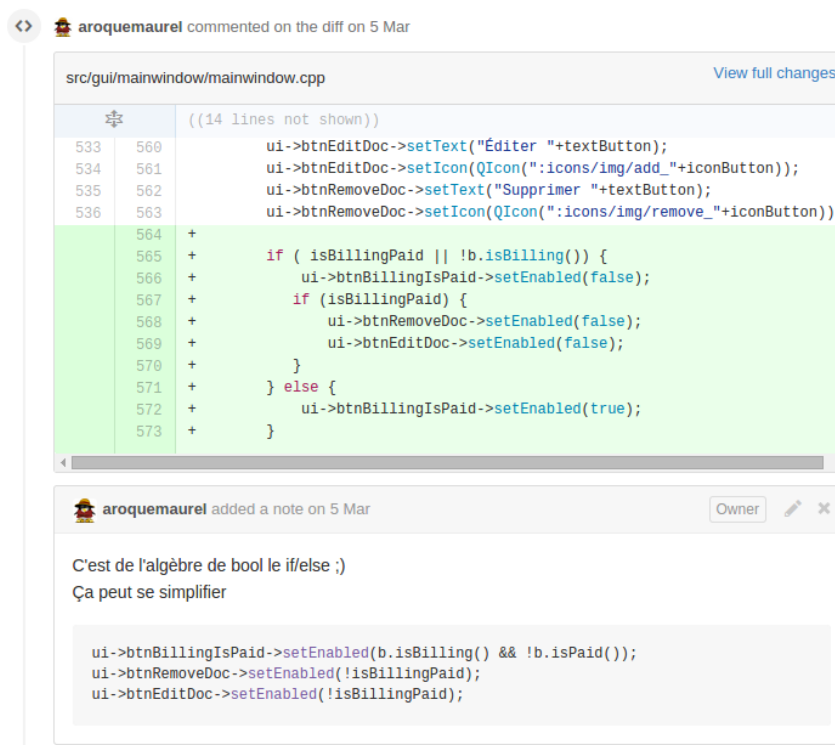 aroquemaurel commented on the diff on 5 Mar
src/gui/mainwindow/mainwindow.cpp View full changes
((14 lines not shown))
533 560 ui->btnEditDoc->setText("Éditer "+textButton);
534 561 ui->btnEditDoc->setIcon(QIcon(":icons/img/add_"+iconButton));
535 562 ui->btnRemoveDoc->setText("Supprimer "+textButton);
536 563 ui->btnRemoveDoc->setIcon(QIcon(":icons/img/remove_"+iconButton))
564 +
565 + if ( isBillingPaid || !b.isBilling()) {
566 + ui->btnBillingIsPaid->setEnabled(false);
567 + if (isBillingPaid) {
568 + ui->btnRemoveDoc->setEnabled(false);
569 + ui->btnEditDoc->setEnabled(false);
570 + }
571 + } else {
572 + ui->btnBillingIsPaid->setEnabled(true);
573 + }
aroquemaurel added a note on 5 Mar Owner
C'est de l'algèbre de bool le if/else ;)
Ça peut se simplifier
ui->btnBillingIsPaid->setEnabled(b.isBilling() && !b.isPaid());
ui->btnRemoveDoc->setEnabled(!isBillingPaid);
ui->btnEditDoc->setEnabled(!isBillingPaid);